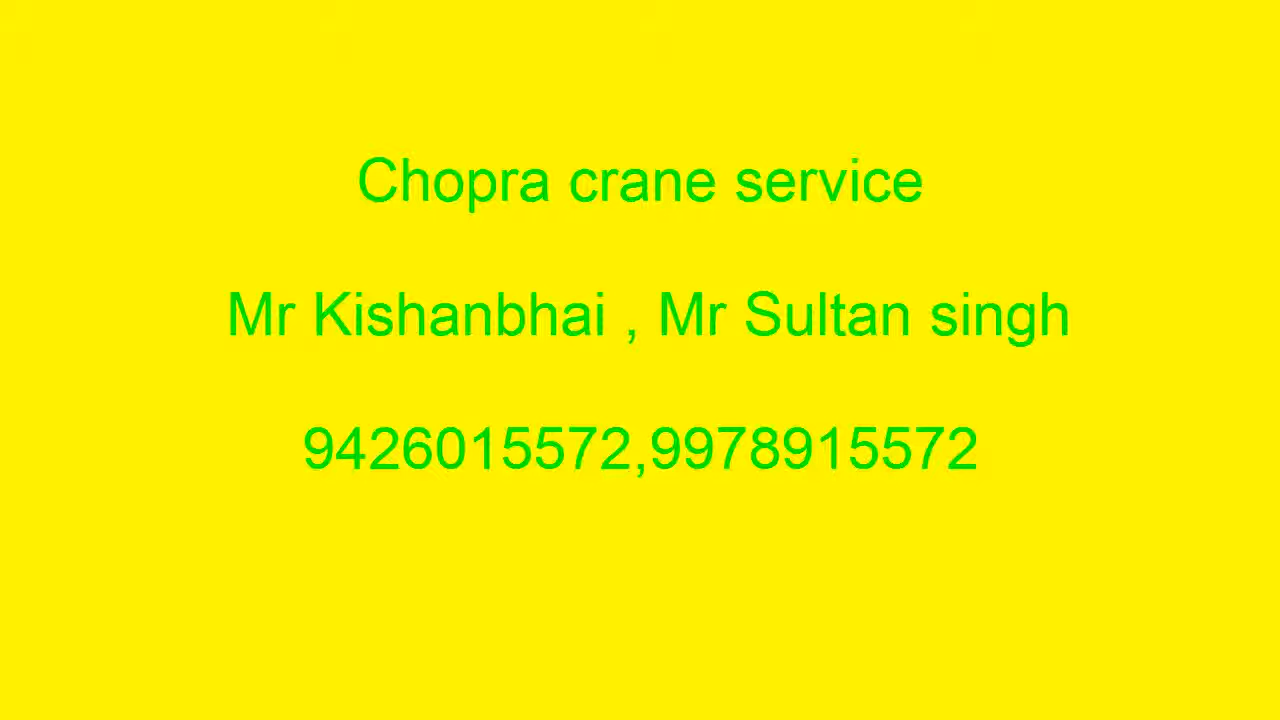 Chopra crane service
Mr Kishanbhai , Mr Sultan singh
9426015572,9978915572